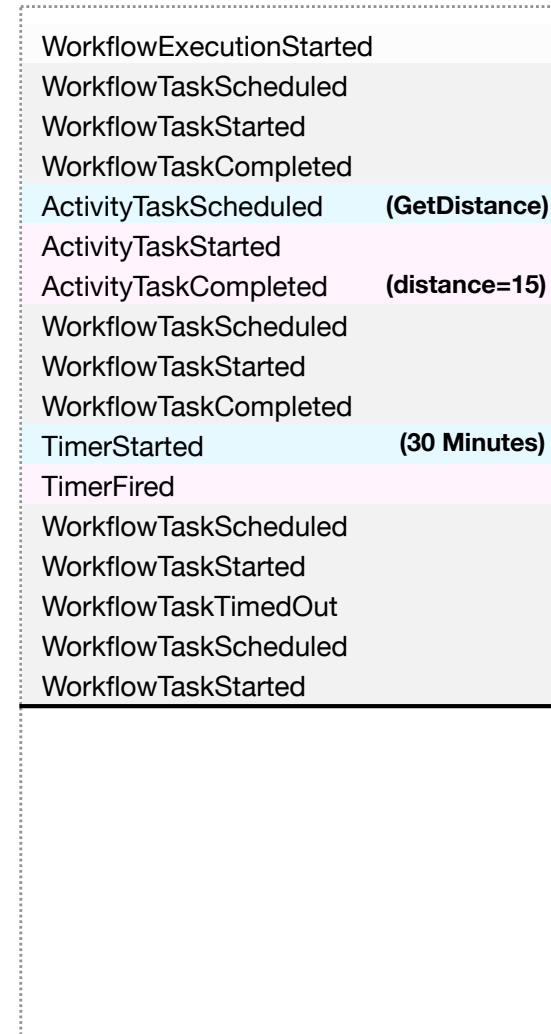 WorkflowExecutionStarted
WorkflowTaskScheduled
WorkflowTaskStarted
WorkflowTaskCompleted
ActivityTaskScheduled (GetDistance)
ActivityTaskStarted
ActivityTaskCompleted (distance=15)
WorkflowTaskScheduled
WorkflowTaskStarted
WorkflowTaskCompleted
TimerStarted (30 Minutes)
TimerFired
WorkflowTaskScheduled
WorkflowTaskStarted
WorkflowTaskTimedOut
WorkflowTaskScheduled
WorkflowTaskStarted